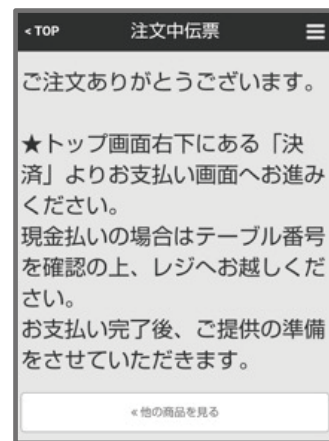 < TOP 注文中伝票
ご注文ありがとうございます。
★トップ画面右下にある「決
済」よりお支払い画面へお進み
ください。
現金払いの場合はテーブル番号
を確認の上、レジへお越しくだ
さい。
お支払い完了後、ご提供の準備
をさせていただきます。
« 他の商品を見る